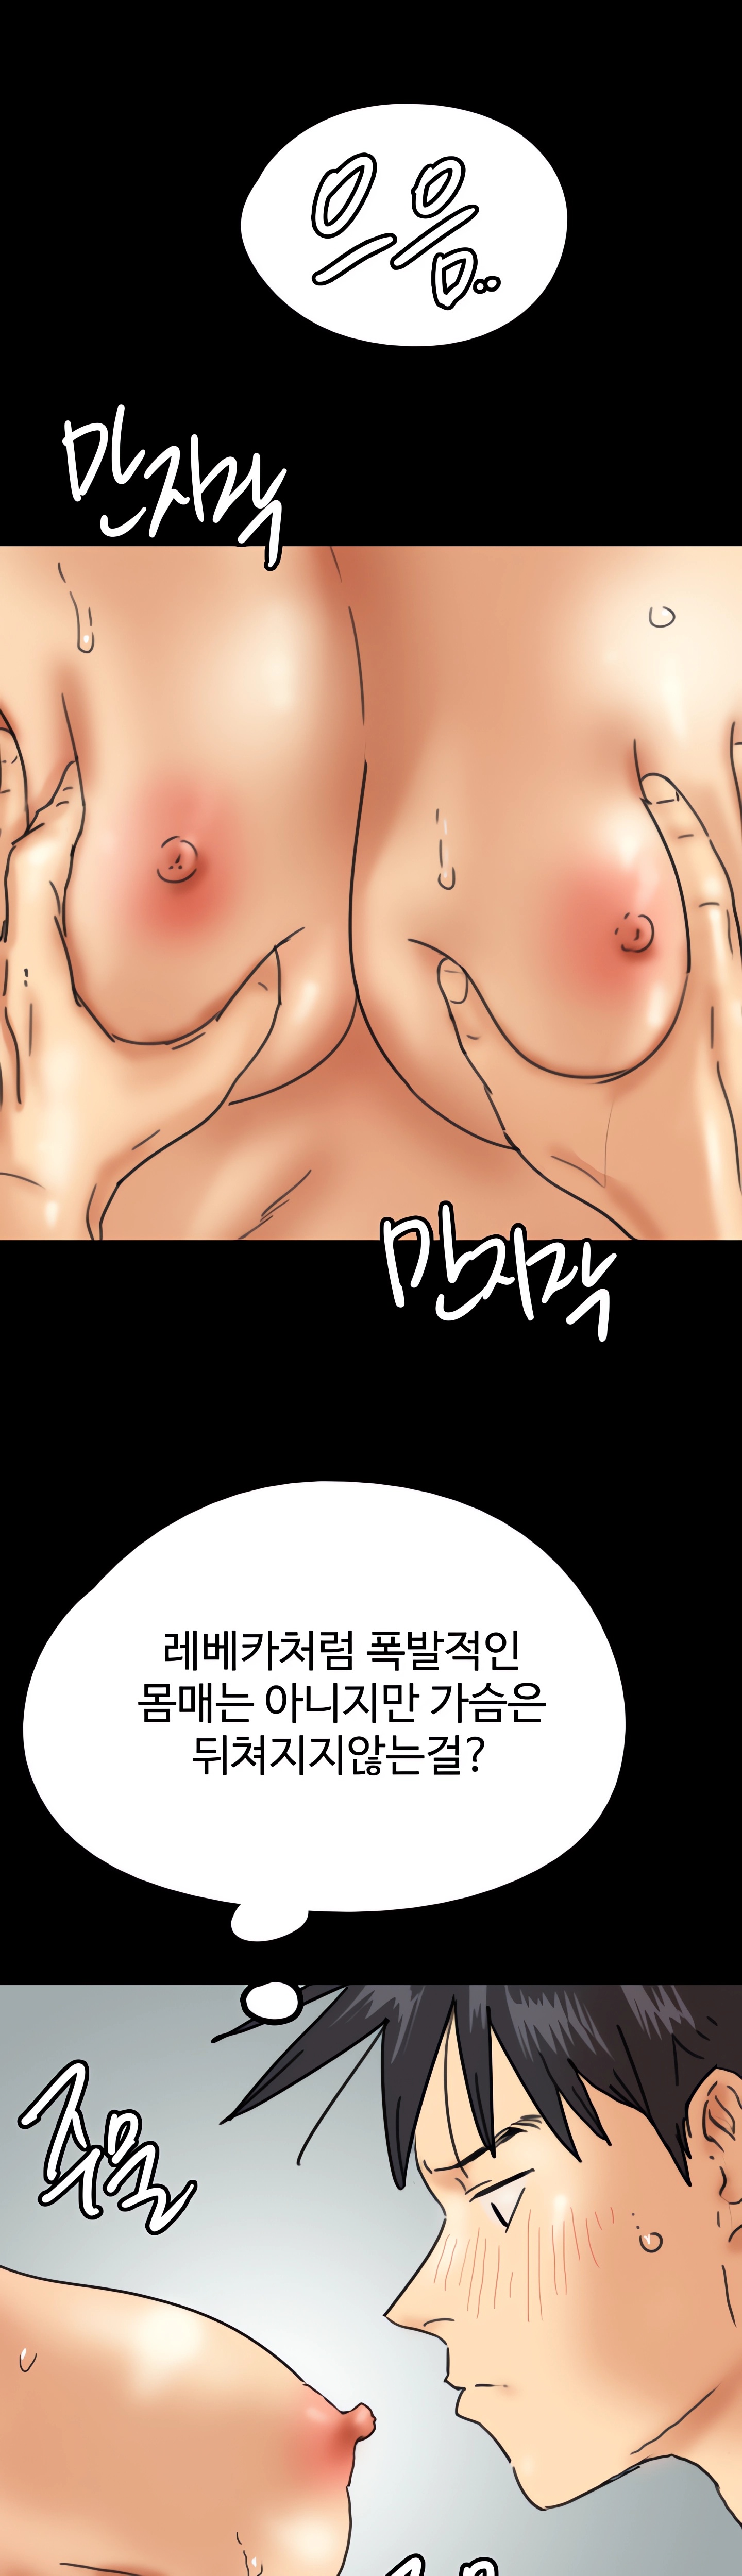 으음..
만지작
만지작
레베카처럼 폭발적인
몸매는 아니지만 가슴은
뒤쳐지지않는걸?
주물